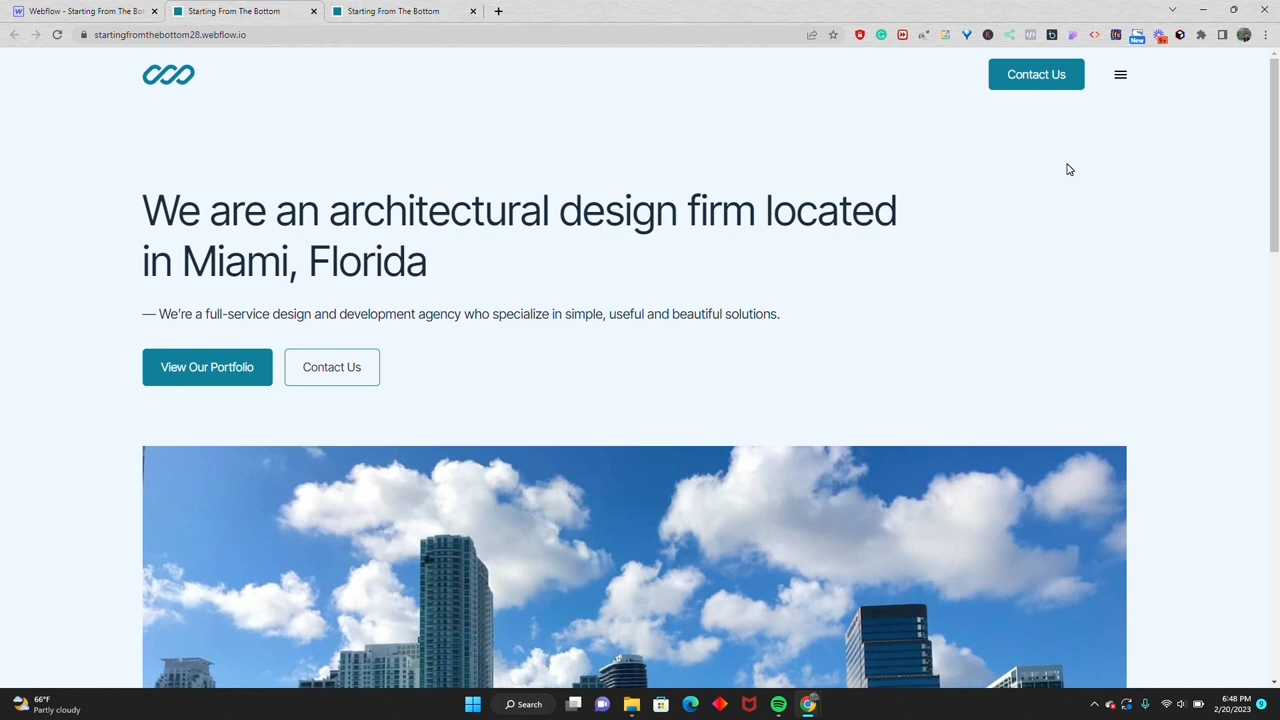 Webflow - Starting From The Bot
Starting From The Bottom
Starting From The Bottom
startingfromthebottom28.webflow.io
New
9+
Contact Us
We are an architectural design firm located
in Miami, Florida
— We’re a full-service design and development agency who specialize in simple, useful and beautiful solutions.
View Our Portfolio
Contact Us
66°F
Partly cloudy
Search
6:48 PM
2/20/2023